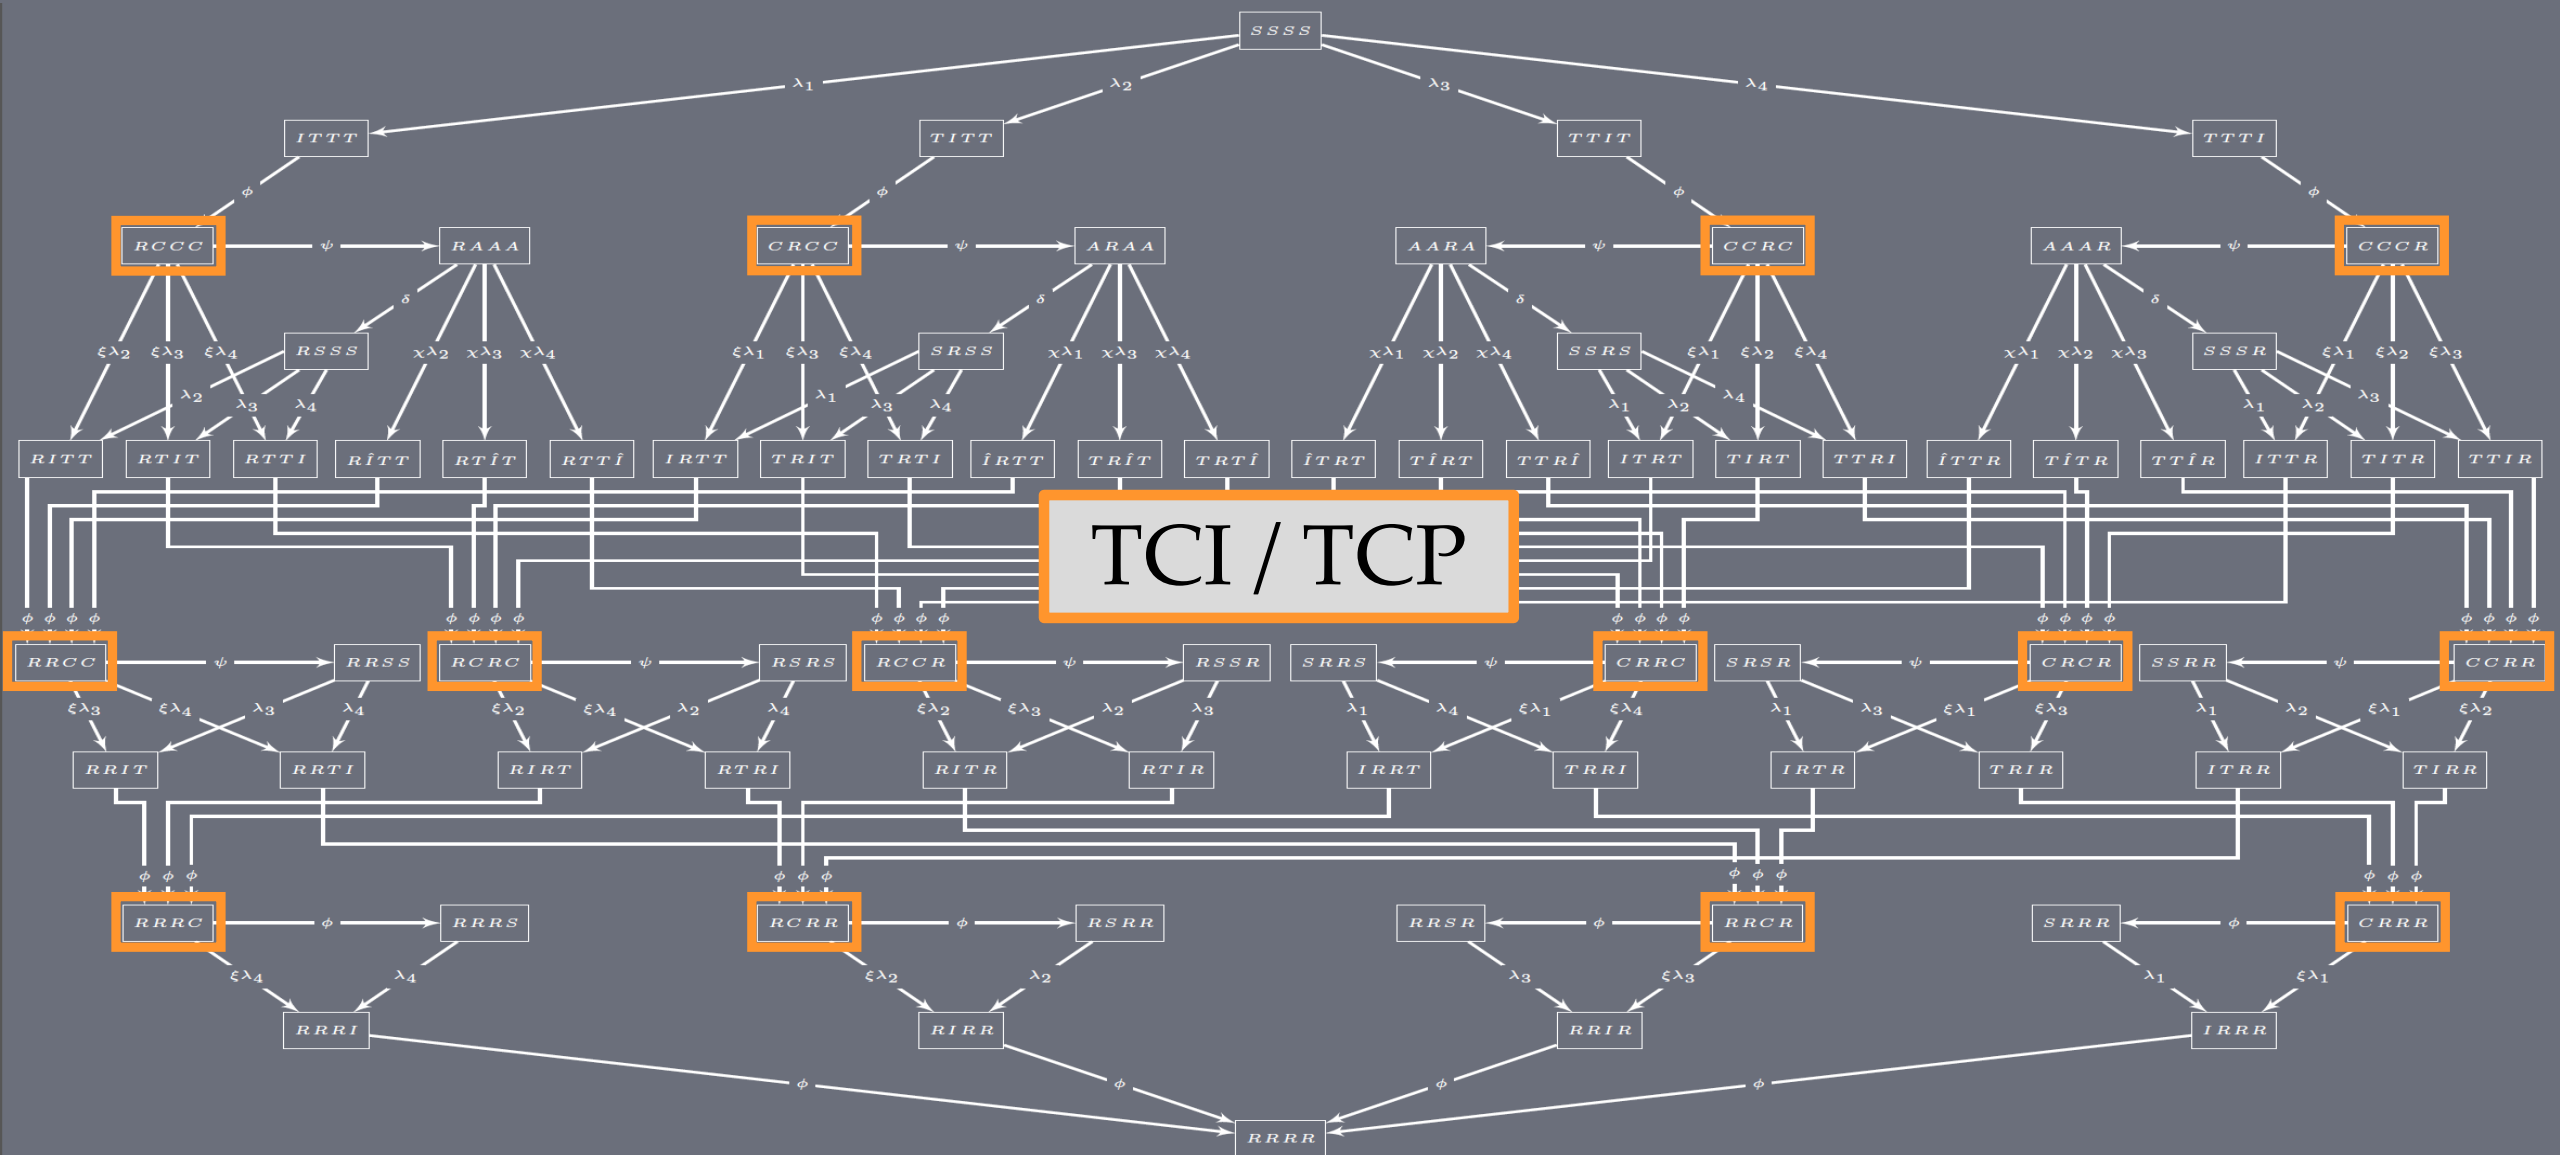 SSSS
λ1 λ2 λ3 λ4
ITTT TITT TTIT TTTI
ϕ ϕ ϕ ϕ
RCCC ψ RAAA CRCC ψ ARAA AARA ψ CCRC AAAR ψ CCCR
δ δ δ δ
ξλ2 ξλ3 ξλ4 RSSS χλ2 χλ3 χλ4 ξλ1 ξλ3 ξλ4 SRSS χλ1 χλ3 χλ4 χλ1 χλ2 χλ4 SSRS ξλ1 ξλ2 ξλ4 χλ1 χλ2 χλ3 SSSR ξλ1 ξλ2 ξλ3
λ2 λ3 λ4 λ1 λ3 λ4 λ1 λ2 λ4 λ1 λ2 λ3
RITT RTIT RTTI RÎTT RTÎT RTTÎ IRTT TRIT TRTI ÎRTT TRÎT TRTÎ ÎTRT TÎRT TTRÎ ITRT TIRT TTRI ÎTTR TÎTR TTÎR ITTR TITR TTIR
TCI / TCP
ϕ ϕ ϕ ϕ ϕ ϕ ϕ ϕ ϕ ϕ ϕ ϕ ϕ ϕ ϕ ϕ ϕ ϕ ϕ ϕ ϕ ϕ ϕ ϕ
RRCC ψ RRSS RCRC ψ RSRS RCCR ψ RSSR SRRS ψ CRRC SRSR ψ CRCR SSRR ψ CCRR
ξλ3 ξλ4 λ3 λ4 ξλ2 ξλ4 λ2 λ4 ξλ2 ξλ3 λ2 λ3 λ1 λ4 ξλ1 ξλ4 λ1 λ3 ξλ1 ξλ3 λ1 λ2 ξλ1 ξλ2
RRIT RRTI RIRT RTRI RITR RTIR IRRT TRRI IRTR TRIR ITRR TIRR
ϕ ϕ ϕ ϕ ϕ ϕ ϕ ϕ ϕ ϕ ϕ ϕ
RRRC ϕ RRRS RCRR ϕ RSRR RRSR ϕ RRCR SRRR ϕ CRRR
ξλ4 λ4 ξλ2 λ2 λ3 ξλ3 λ1 ξλ1
RRRI RIRR RRIR IRRR
ϕ ϕ ϕ ϕ
RRRR